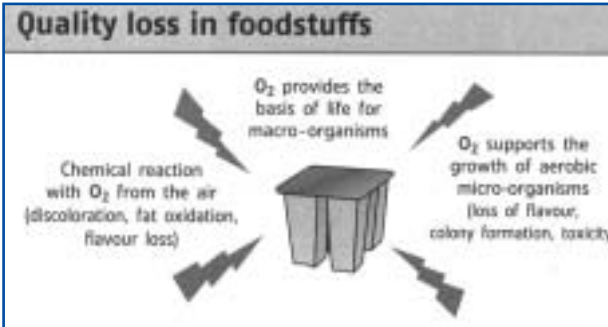 Quality loss in foodstuffs
O₂ provides the
basis of life for
macro-organisms
Chemical reaction
with O₂ from the air
(discoloration, fat oxidation,
flavour loss)
O₂ supports the
growth of aerobic
micro-organisms
(loss of flavour,
colony formation, toxicity